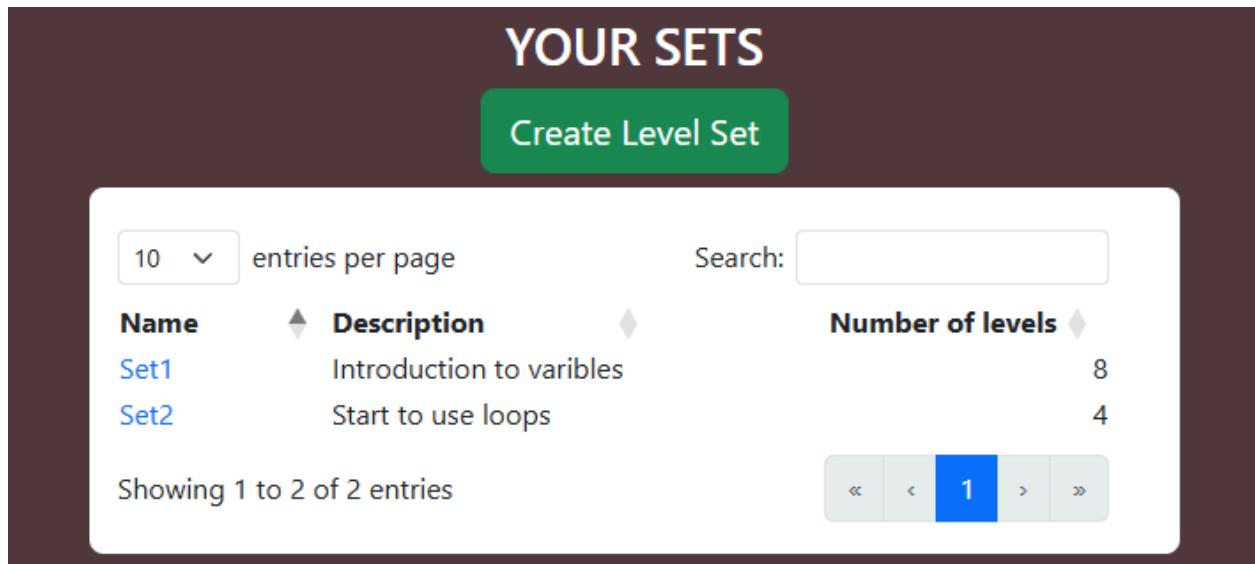 YOUR SETS
Create Level Set
10 entries per page Search:
Name Description Number of levels
Set1 Introduction to varibles 8
Set2 Start to use loops 4
Showing 1 to 2 of 2 entries « ‹ 1 › »